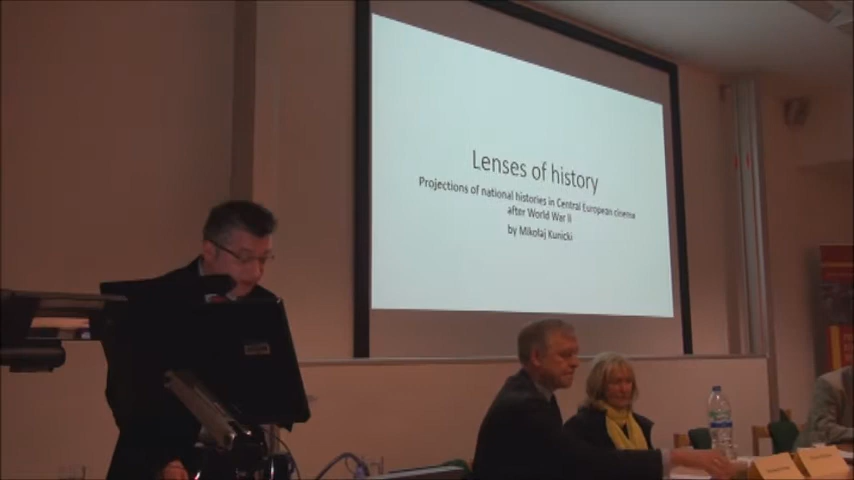 Lenses of history
Projections of national histories in Central European cinema
after World War II
by Mikołaj Kunicki